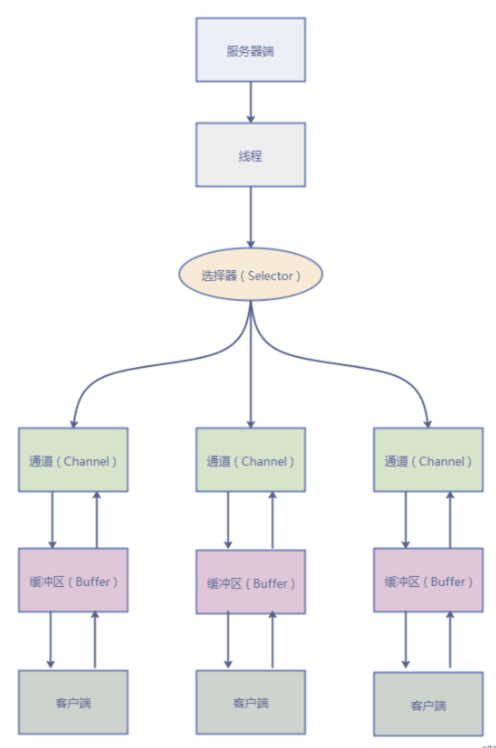 服务器端
线程
选择器 ( Selector )
通道 ( Channel ) 通道 ( Channel ) 通道 ( Channel )
缓冲区 ( Buffer ) 缓冲区 ( Buffer ) 缓冲区 ( Buffer )
客户端 客户端 客户端